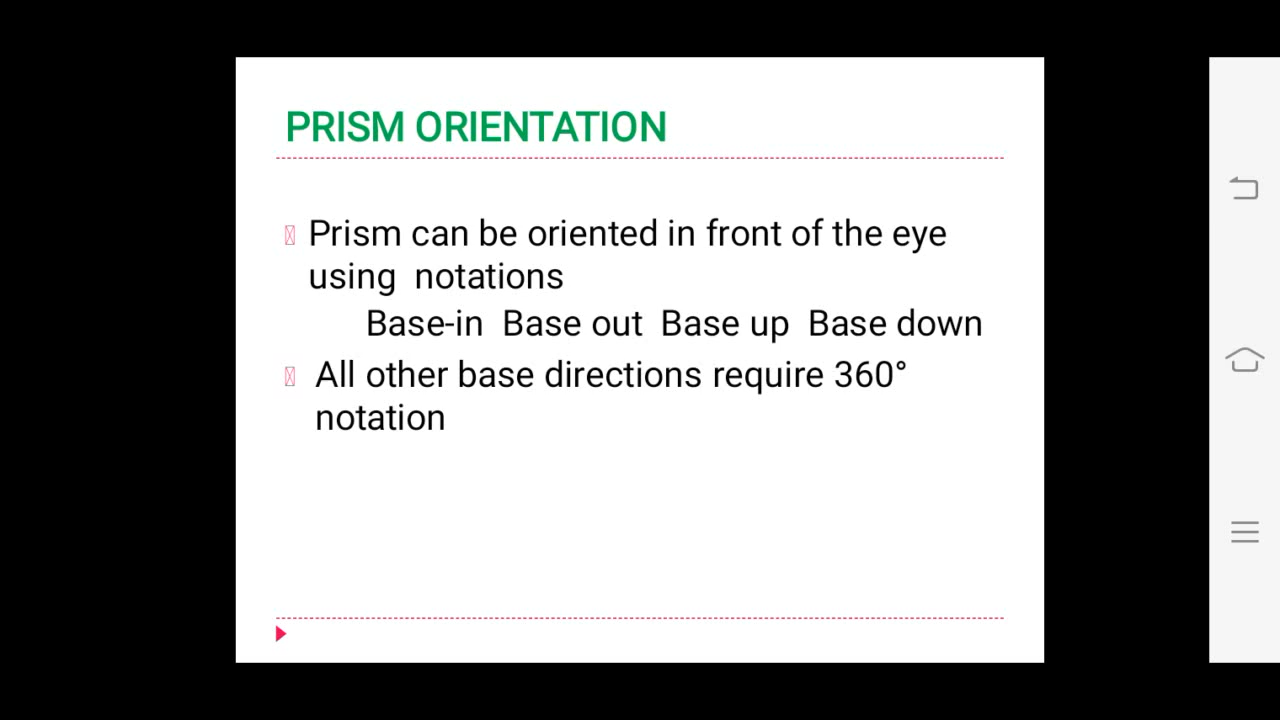 PRISM ORIENTATION
Prism can be oriented in front of the eye
using  notations
Base-in  Base out  Base up  Base down
All other base directions require 360°
notation